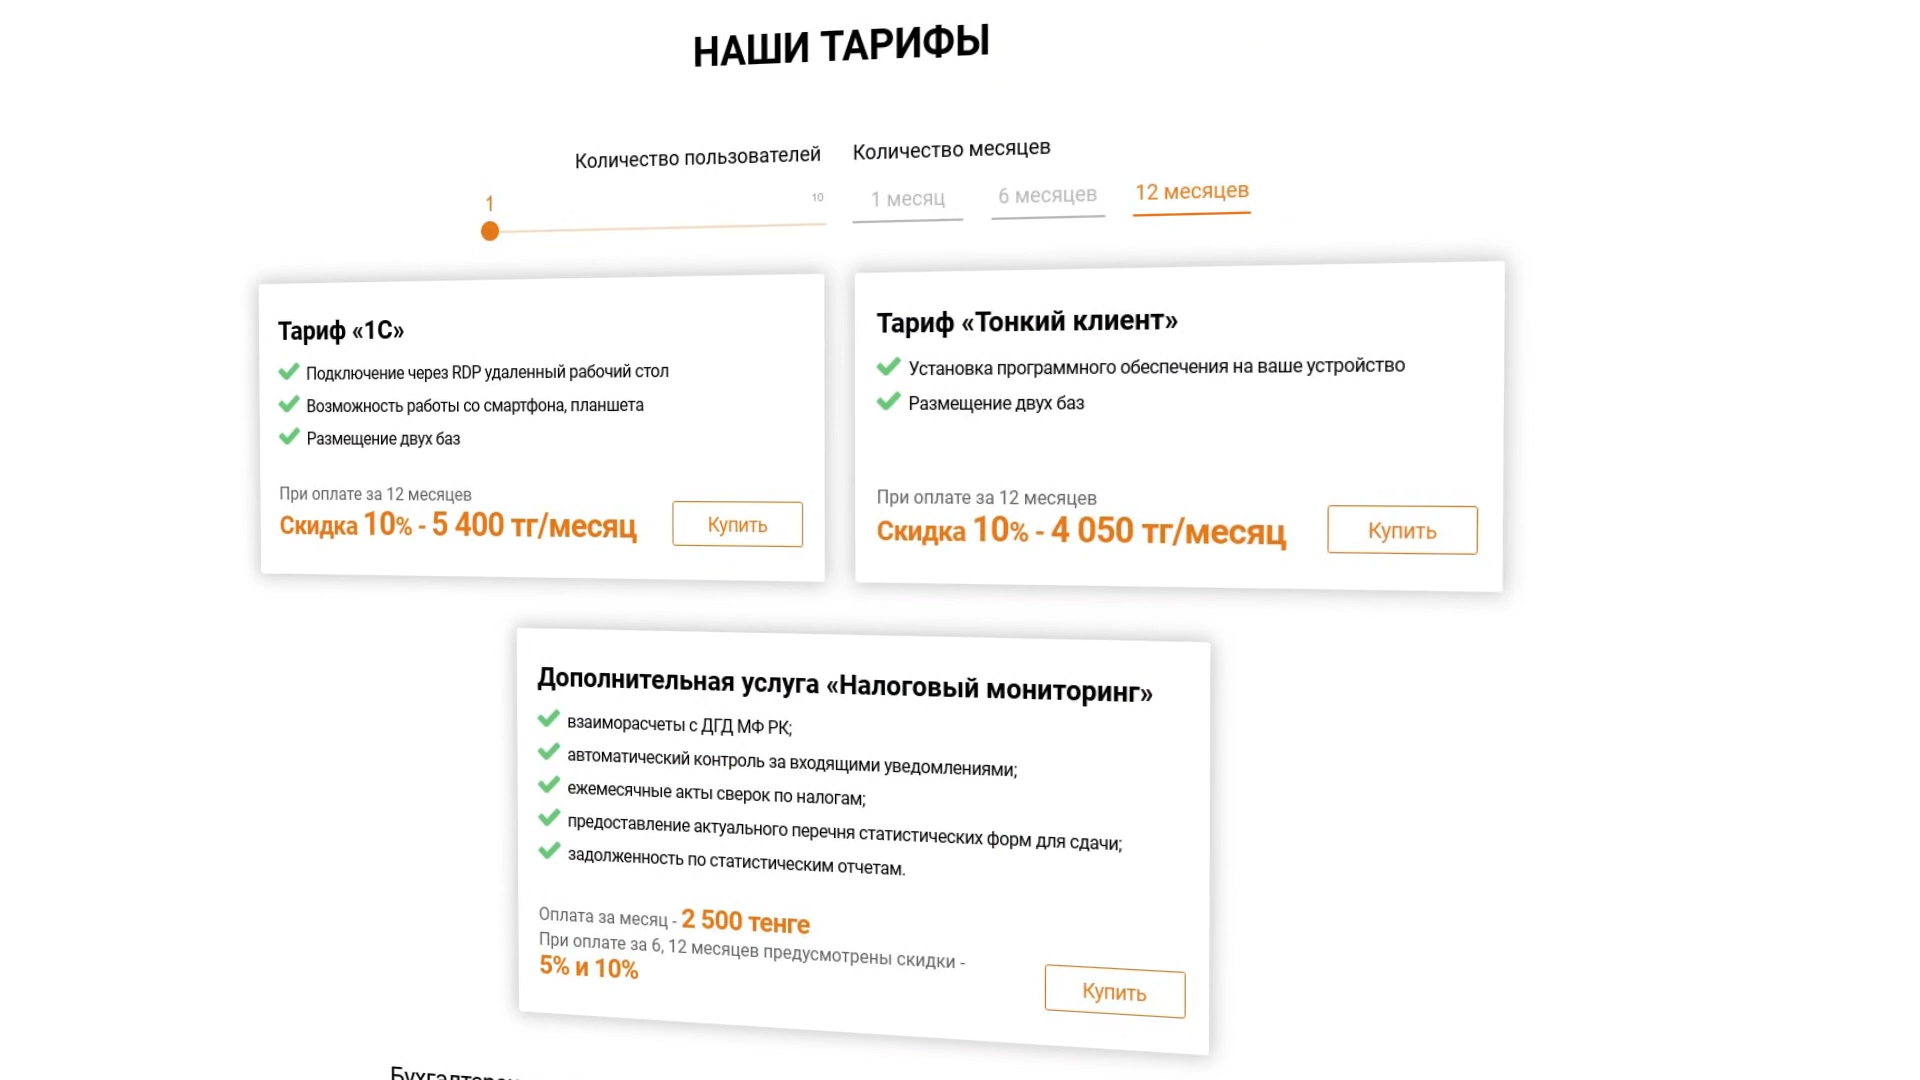 НАШИ ТАРИФЫ
Количество пользователей
Количество месяцев
1
10
1 месяц
6 месяцев
12 месяцев
Тариф «1С»
Подключение через RDP удаленный рабочий стол
Возможность работы со смартфона, планшета
Размещение двух баз
При оплате за 12 месяцев
Скидка 10% - 5 400 тг/месяц
Купить
Тариф «Тонкий клиент»
Установка программного обеспечения на ваше устройство
Размещение двух баз
При оплате за 12 месяцев
Скидка 10% - 4 050 тг/месяц
Купить
Дополнительная услуга «Налоговый мониторинг»
взаиморасчеты с ДГД МФ РК;
автоматический контроль за входящими уведомлениями;
ежемесячные акты сверок по налогам;
предоставление актуального перечня статистических форм для сдачи;
задолженность по статистическим отчетам.
Оплата за месяц - 2 500 тенге
При оплате за 6, 12 месяцев предусмотрены скидки -
5% и 10%
Купить